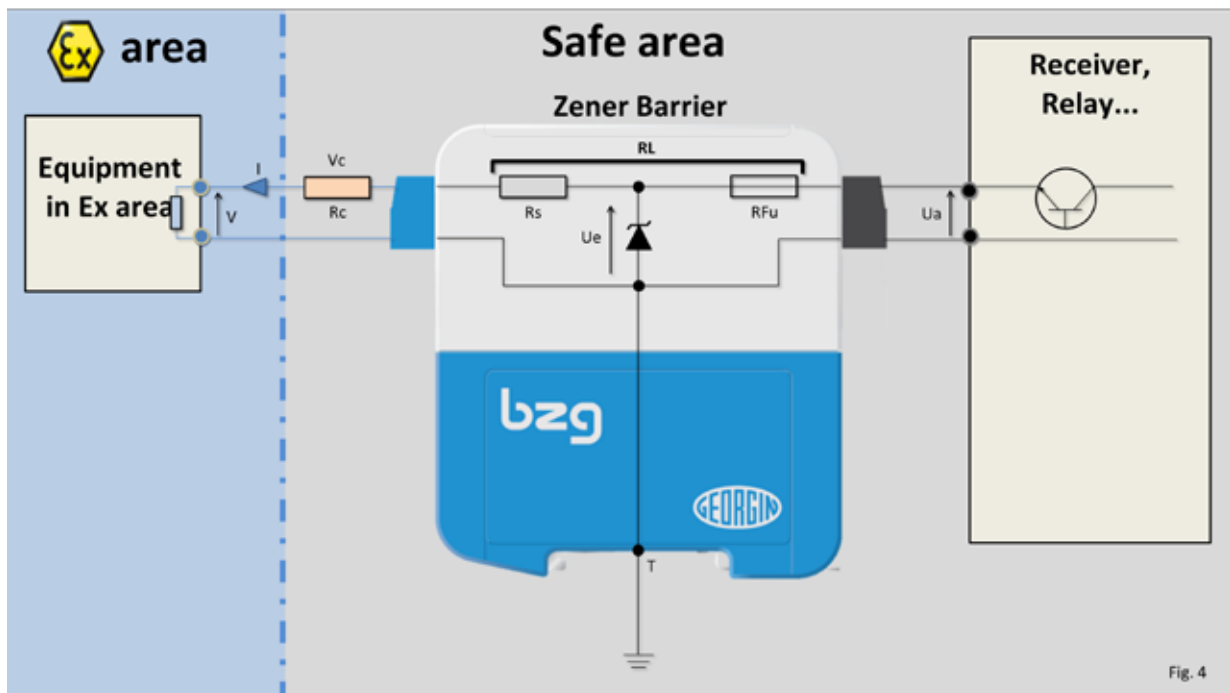 Ex area
Safe area
Receiver,
Relay...
Zener Barrier
Equipment
in Ex area
I
V
Vc
Rc
RL
Rs
RFu
Ue
Ua
bzg
GEORGIN
T
Fig. 4